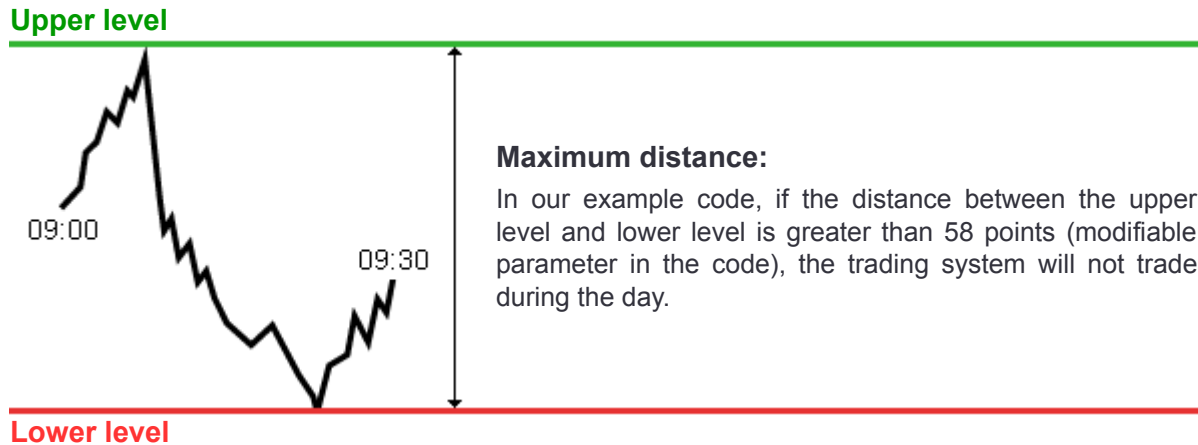 Upper level
Maximum distance:
In our example code, if the distance between the upper
level and lower level is greater than 58 points (modifiable
parameter in the code), the trading system will not trade
during the day.
09:00
09:30
Lower level